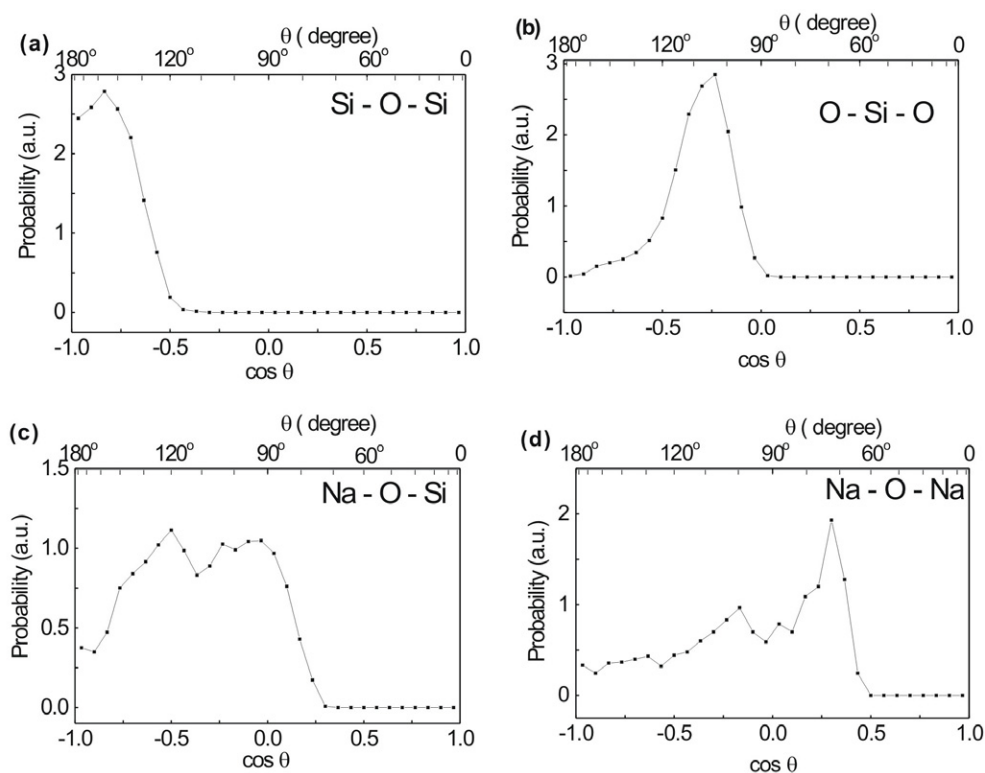 (a)
θ ( degree)
180° 120° 90° 60° 0
Si - O - Si
Probability (a.u.)
3
2
1
0
-1.0 -0.5 0.0 0.5 1.0
cos θ
(b)
θ ( degree)
180° 120° 90° 60° 0
O - Si - O
Probability (a.u.)
3
2
1
0
-1.0 -0.5 0.0 0.5 1.0
cos θ
(c)
θ ( degree)
180° 120° 90° 60° 0
Na - O - Si
Probability (a.u.)
1.5
1.0
0.5
0.0
-1.0 -0.5 0.0 0.5 1.0
cos θ
(d)
θ ( degree)
180° 120° 90° 60° 0
Na - O - Na
Probability (a.u.)
2
1
0
-1.0 -0.5 0.0 0.5 1.0
cos θ